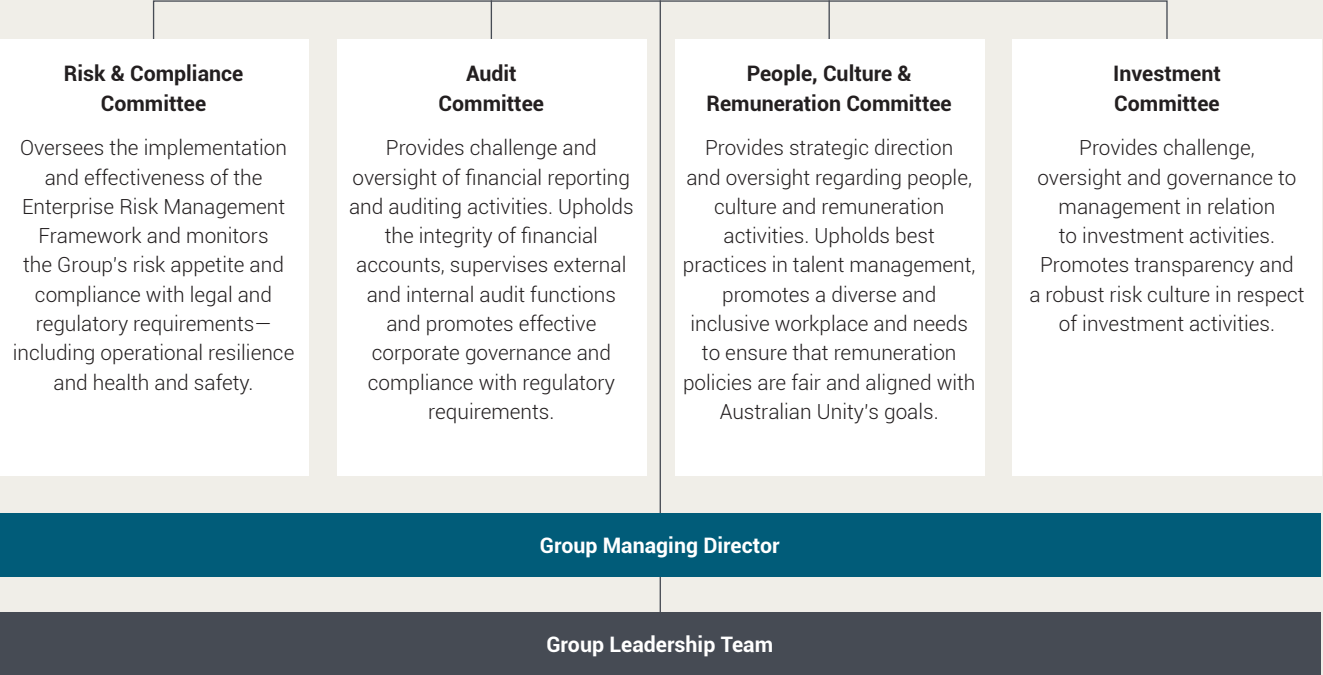 Risk & Compliance
Committee
Oversees the implementation
and effectiveness of the
Enterprise Risk Management
Framework and monitors
the Group's risk appetite and
compliance with legal and
regulatory requirements—
including operational resilience
and health and safety.
Audit
Committee
Provides challenge and
oversight of financial reporting
and auditing activities. Upholds
the integrity of financial
accounts, supervises external
and internal audit functions
and promotes effective
corporate governance and
compliance with regulatory
requirements.
People, Culture &
Remuneration Committee
Provides strategic direction
and oversight regarding people,
culture and remuneration
activities. Upholds best
practices in talent management,
promotes a diverse and
inclusive workplace and needs
to ensure that remuneration
policies are fair and aligned with
Australian Unity's goals.
Investment
Committee
Provides challenge,
oversight and governance to
management in relation
to investment activities.
Promotes transparency and
a robust risk culture in respect
of investment activities.
Group Managing Director
Group Leadership Team